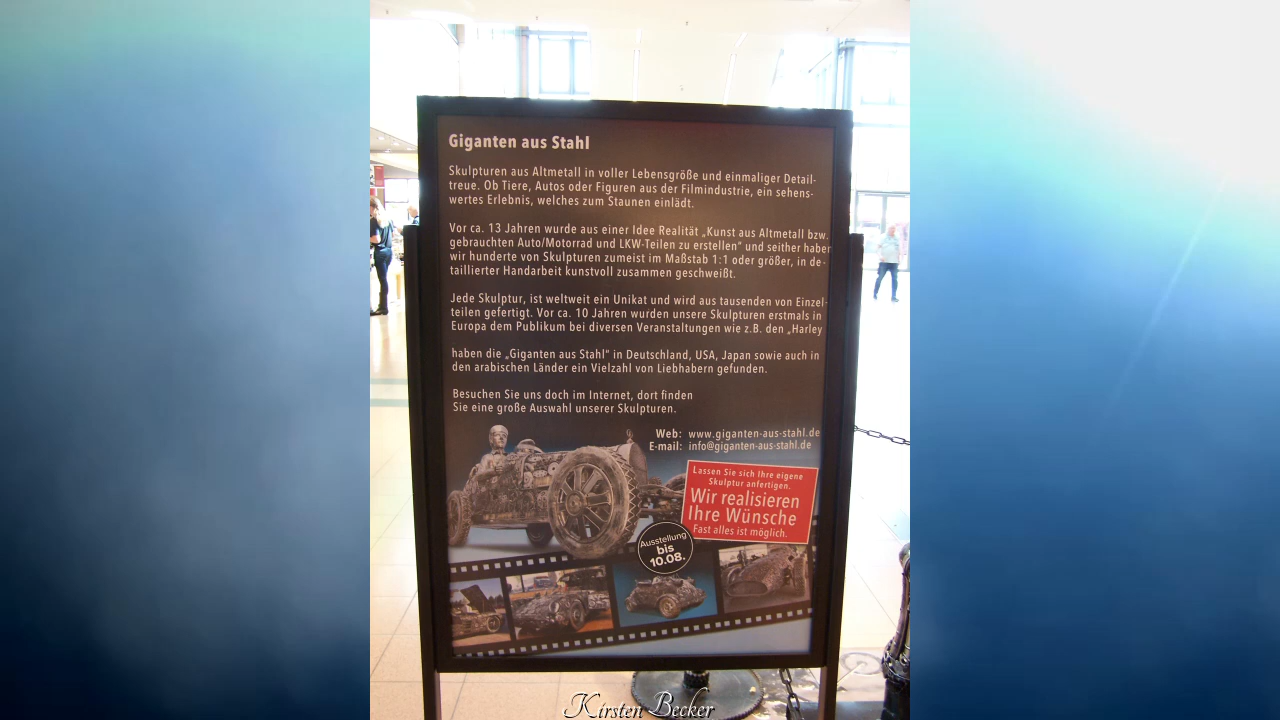 Giganten aus Stahl
Skulpturen aus Altmetall in voller Lebensgröße und einmaliger Detail-
treue. Ob Tiere, Autos oder Figuren aus der Filmindustrie, ein sehens-
wertes Erlebnis, welches zum Staunen einlädt.
Vor ca. 13 Jahren wurde aus einer Idee Realität „Kunst aus Altmetall bzw.
gebrauchten Auto/Motorrad und LKW-Teilen zu erstellen" und seither haben
wir hunderte von Skulpturen zumeist im Maßstab 1:1 oder größer, in de-
taillierter Handarbeit kunstvoll zusammen geschweißt.
Jede Skulptur, ist weltweit ein Unikat und wird aus tausenden von Einzel-
teilen gefertigt. Vor ca. 10 Jahren wurden unsere Skulpturen erstmals in
Europa dem Publikum bei diversen Veranstaltungen wie z.B. den „Harley
haben die „Giganten aus Stahl" in Deutschland, USA, Japan sowie auch in
den arabischen Länder ein Vielzahl von Liebhabern gefunden.
Besuchen Sie uns doch im Internet, dort finden
Sie eine große Auswahl unserer Skulpturen.
Web: www.giganten-aus-stahl.de
E-mail: info@giganten-aus-stahl.de
Lassen Sie sich Ihre eigene
Skulptur anfertigen.
Wir realisieren
Ihre Wünsche
Fast alles ist möglich.
Ausstellung
bis
10.08.
Kirsten Becker